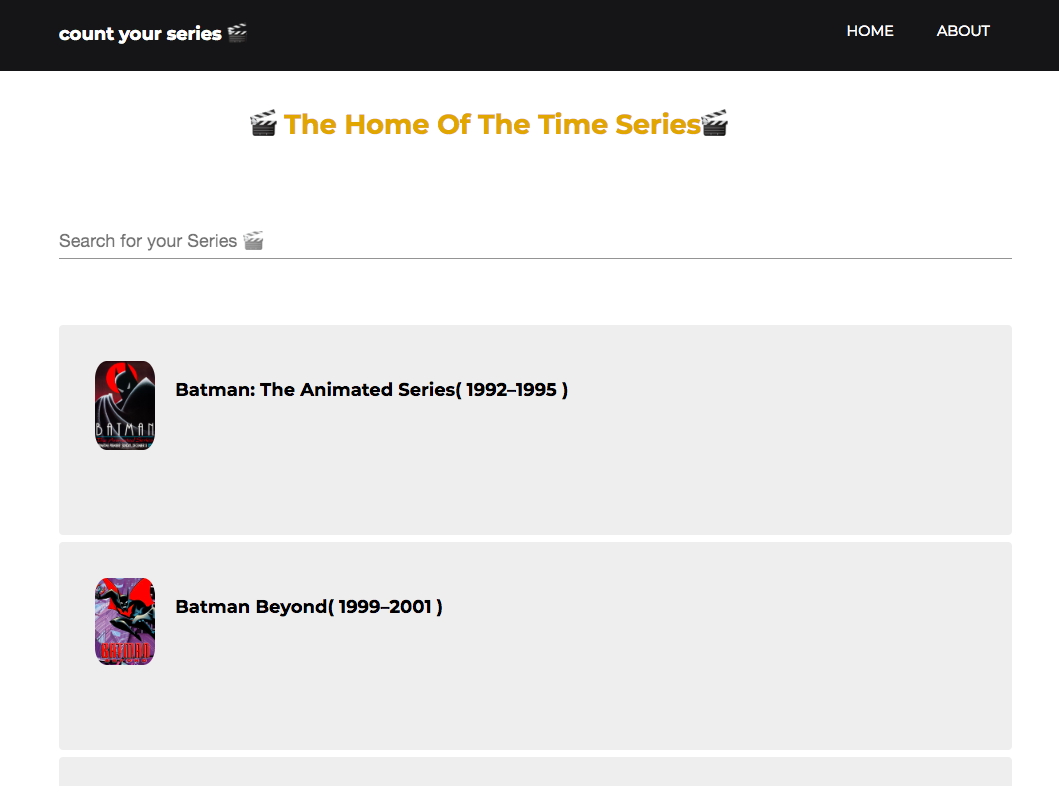 count your series 🎬
HOME
ABOUT
🎬 The Home Of The Time Series🎬
Search for your Series 🎬
Batman: The Animated Series( 1992–1995 )
BATMAN
Batman Beyond( 1999–2001 )
BATMAN